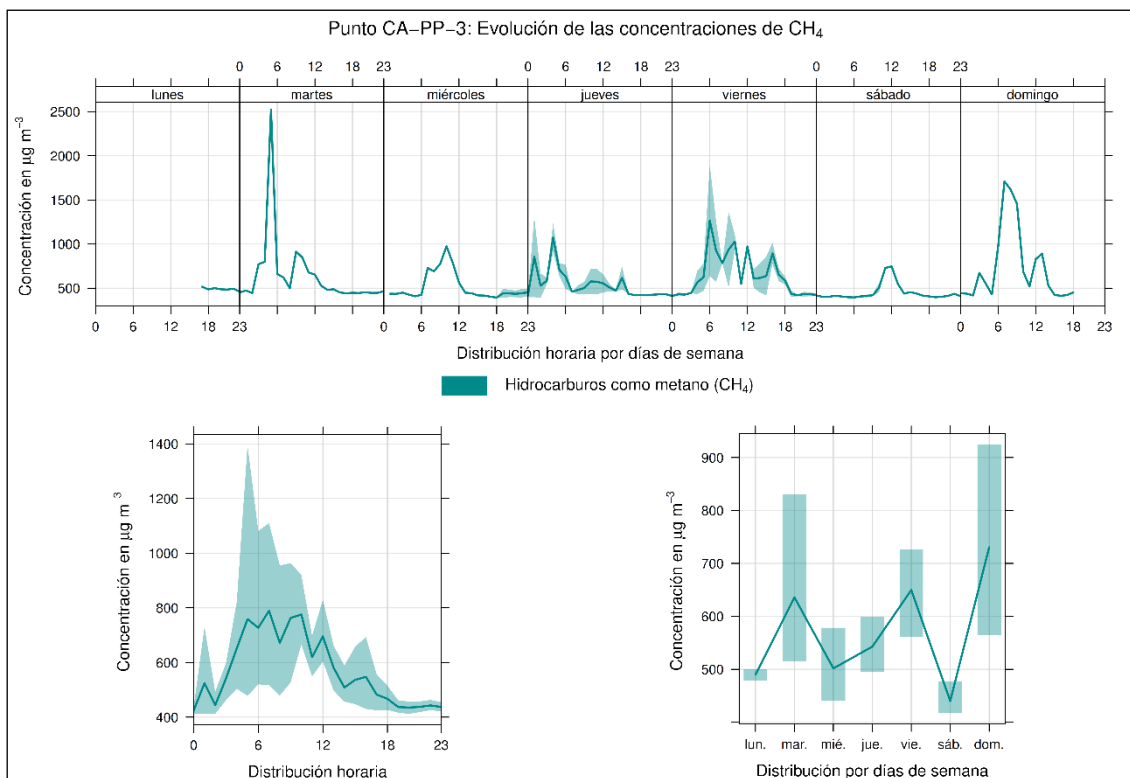 Punto CA−PP−3: Evolución de las concentraciones de CH4
0 6 12 18 23 0 6 12 18 23 0 6 12 18 23
lunes martes miércoles jueves viernes sábado domingo
2500
2000
1500
1000
500
Concentración en µg m−3
0 6 12 18 23 0 6 12 18 23 0 6 12 18 23 0 6 12 18 23
Distribución horaria por días de semana
Hidrocarburos como metano (CH4)
1400
1200
1000
800
600
400
Concentración en µg m 3
0 6 12 18 23
Distribución horaria
900
800
700
600
500
Concentración en µg m−3
lun. mar. mié. jue. vie. sáb. dom.
Distribución por días de semana